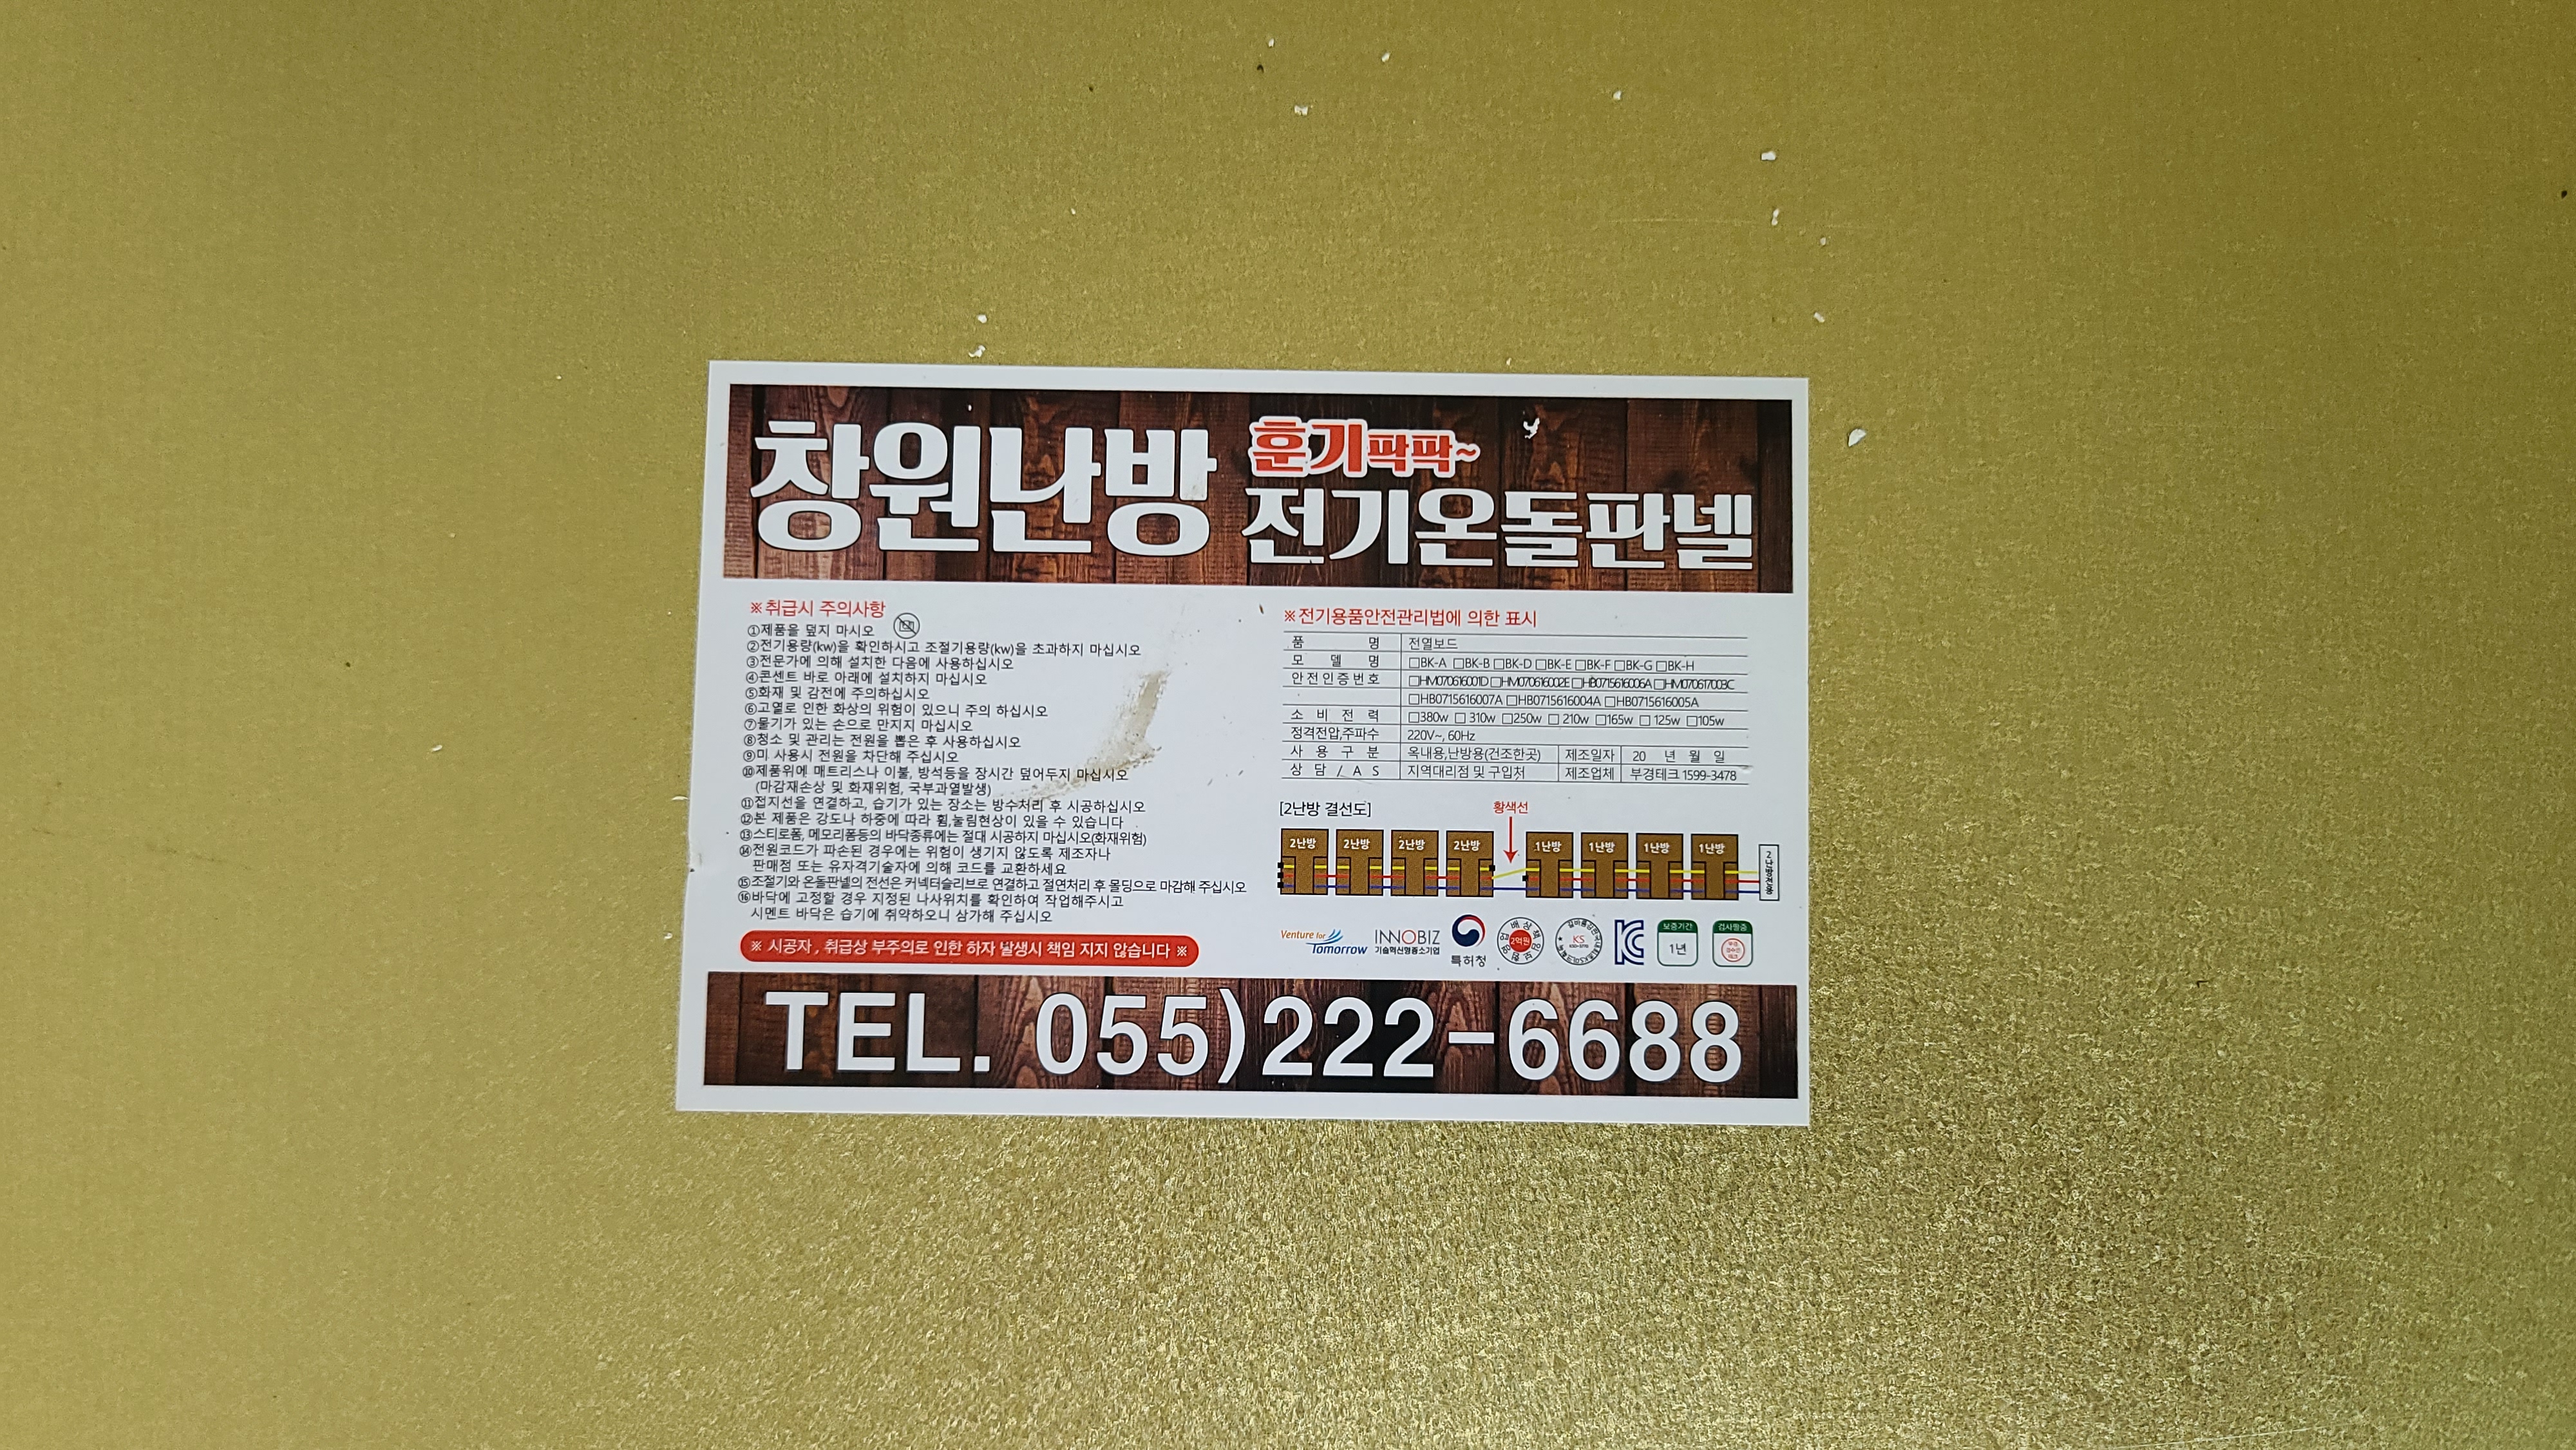 창원난방
훈기팍팍~
전기온돌판넬
※취급시 주의사항
①제품을 덮지 마시오
②전기용량(kw)을 확인하시고 조절기용량(kw)을 초과하지 마십시오
③전문가에 의해 설치한 다음에 사용하십시오
④콘센트 바로 아래에 설치하지 마십시오
⑤화재 및 감전에 주의하십시오
⑥고열로 인한 화상의 위험이 있으니 주의 하십시오
⑦물기가 있는 손으로 만지지 마십시오
⑧청소 및 관리는 전원을 뽑은 후 사용하십시오
⑨미 사용시 전원을 차단해 주십시오
⑩제품위에 매트리스나 이불, 방석등을 장시간 덮어두지 마십시오
(마감재손상 및 화재위험, 국부과열발생)
⑪접지선을 연결하고, 습기가 있는 장소는 방수처리 후 시공하십시오
⑫본 제품은 강도나 하중에 따라 휨,눌림현상이 있을 수 있습니다
⑬스티로폼, 메모리폼등의 바닥종류에는 절대 시공하지 마십시오(화재위험)
⑭전원코드가 파손된 경우에는 위험이 생기지 않도록 제조자나
판매점 또는 유자격기술자에 의해 코드를 교환하세요
⑮조절기와 온돌판넬의 전선은 커넥터슬리브로 연결하고 절연처리 후 몰딩으로 마감해 주십시오
⑯바닥에 고정할 경우 지정된 나사위치를 확인하여 작업해주시고
시멘트 바닥은 습기에 취약하오니 삼가해 주십시오
※ 시공자 , 취급상 부주의로 인한 하자 발생시 책임 지지 않습니다 ※
※전기용품안전관리법에 의한 표시
품 명 전열보드
모 델 명 □BK-A □BK-B □BK-D □BK-E □BK-F □BK-G □BK-H
안전인증번호 □HM070616001D □HM070616002E □HB0715616006A □HM070617003C
□HB0715616007A □HB0715616004A □HB0715616005A
소 비 전 력 □380w □ 310w □250w □ 210w □165w □ 125w □105w
정격전압,주파수 220V~, 60Hz
사 용 구 분 옥내용,난방용(건조한곳) 제조일자 20 년 월 일
상 담 / A S 지역대리점 및 구입처 제조업체 부경테크 1599-3478
[2난방 결선도] 황색선
2난방 2난방 2난방 2난방 1난방 1난방 1난방 1난방
Venture for Tomorrow
INNOBIZ
기술혁신형중소기업
특허청
2억원
KS
보증기간
1년
검사필증
TEL. 055)222-6688